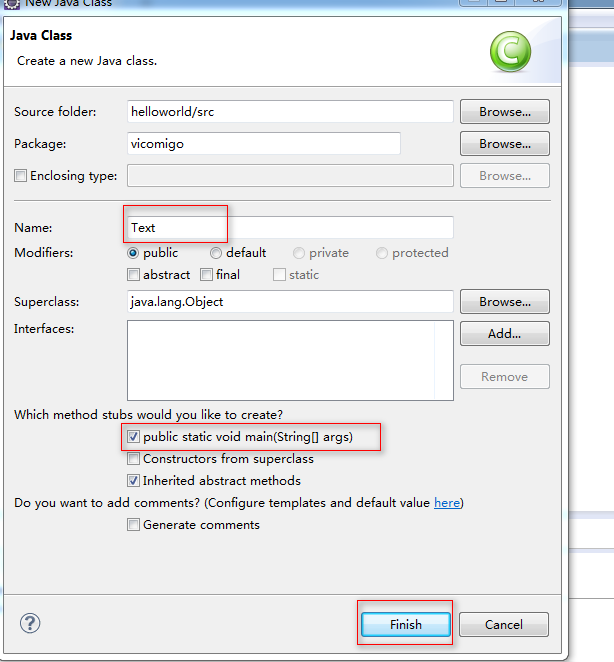 New Java Class
Java Class
Create a new Java class.
Source folder: helloworld/src Browse...
Package: vicomigo Browse...
Enclosing type: Browse...
Name: Text
Modifiers: public default private protected
abstract final static
Superclass: java.lang.Object Browse...
Interfaces: Add...
Remove
Which method stubs would you like to create?
public static void main(String[] args)
Constructors from superclass
Inherited abstract methods
Do you want to add comments? (Configure templates and default value here)
Generate comments
? Finish Cancel